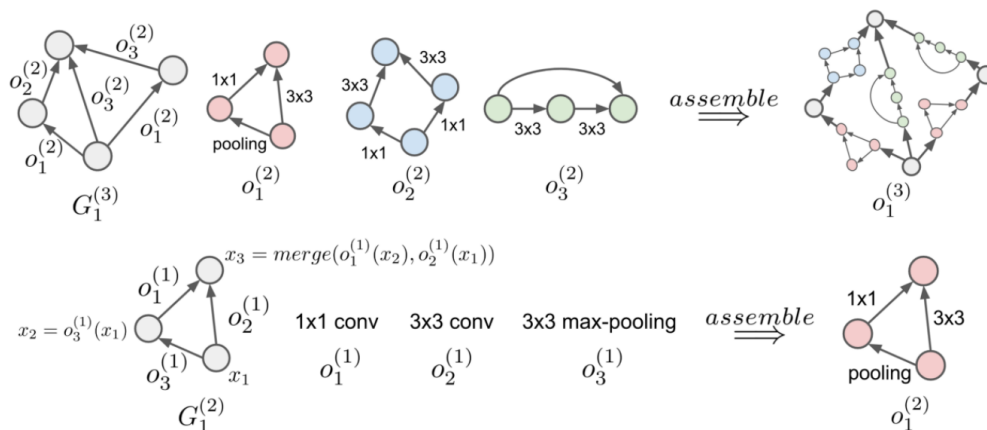 o_3^{(2)}
o_2^{(2)}
o_3^{(2)}
o_1^{(2)}
o_1^{(2)}
G_1^{(3)}
1x1
3x3
pooling
o_1^{(2)}
3x3
3x3
1x1
1x1
o_2^{(2)}
3x3 3x3
o_3^{(2)}
assemble
⟹
o_1^{(3)}
x_3 = merge(o_1^{(1)}(x_2), o_2^{(1)}(x_1))
o_1^{(1)}
o_2^{(1)}
x_2 = o_3^{(1)}(x_1)
o_3^{(1)}
x_1
G_1^{(2)}
1x1 conv 3x3 conv 3x3 max-pooling
o_1^{(1)} o_2^{(1)} o_3^{(1)}
assemble
⟹
1x1
3x3
pooling
o_1^{(2)}